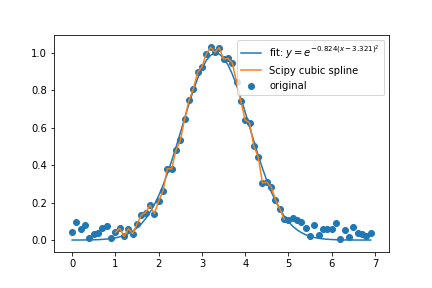 fit: y = e^{-0.824(x-3.321)^2}
Scipy cubic spline
original
1.0
0.8
0.6
0.4
0.2
0.0
0 1 2 3 4 5 6 7